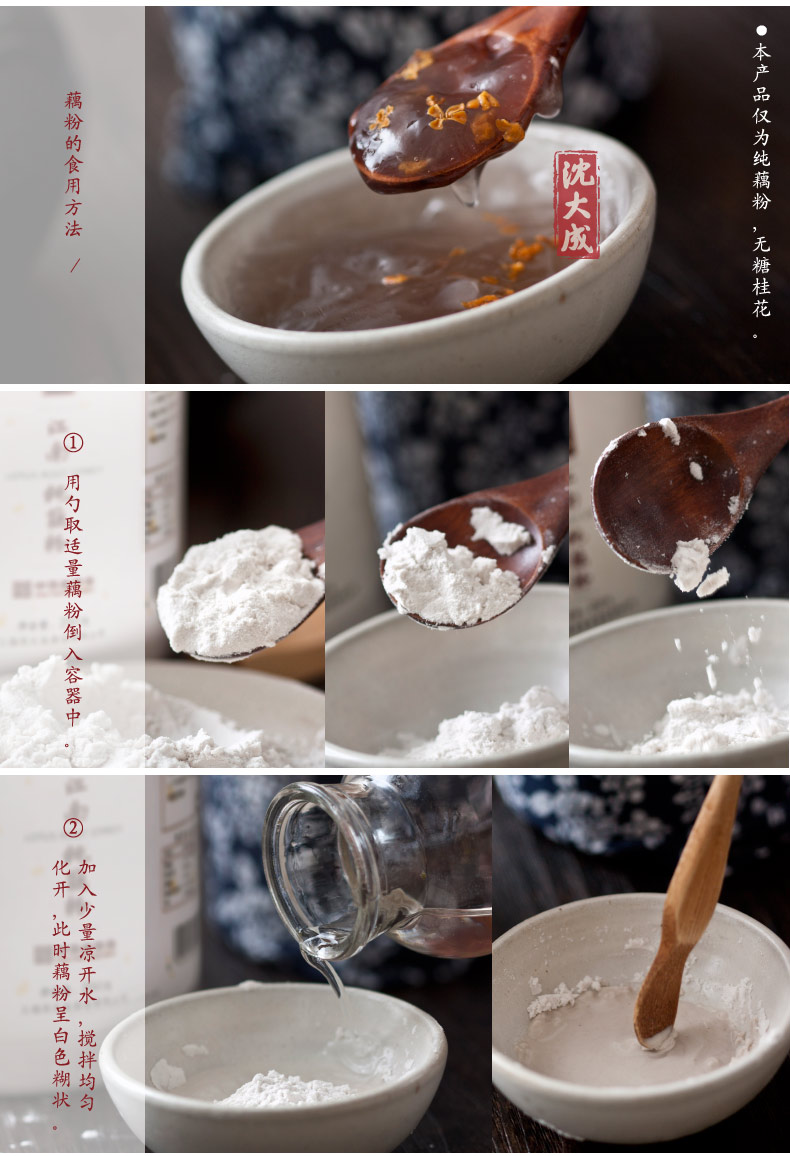 藕粉的食用方法 /
沈大成
●本产品仅为纯藕粉,无糖桂花。
①
用勺取适量藕粉倒入容器中。
②
加入少量凉开水,搅拌均匀
化开,此时藕粉呈白色糊状。